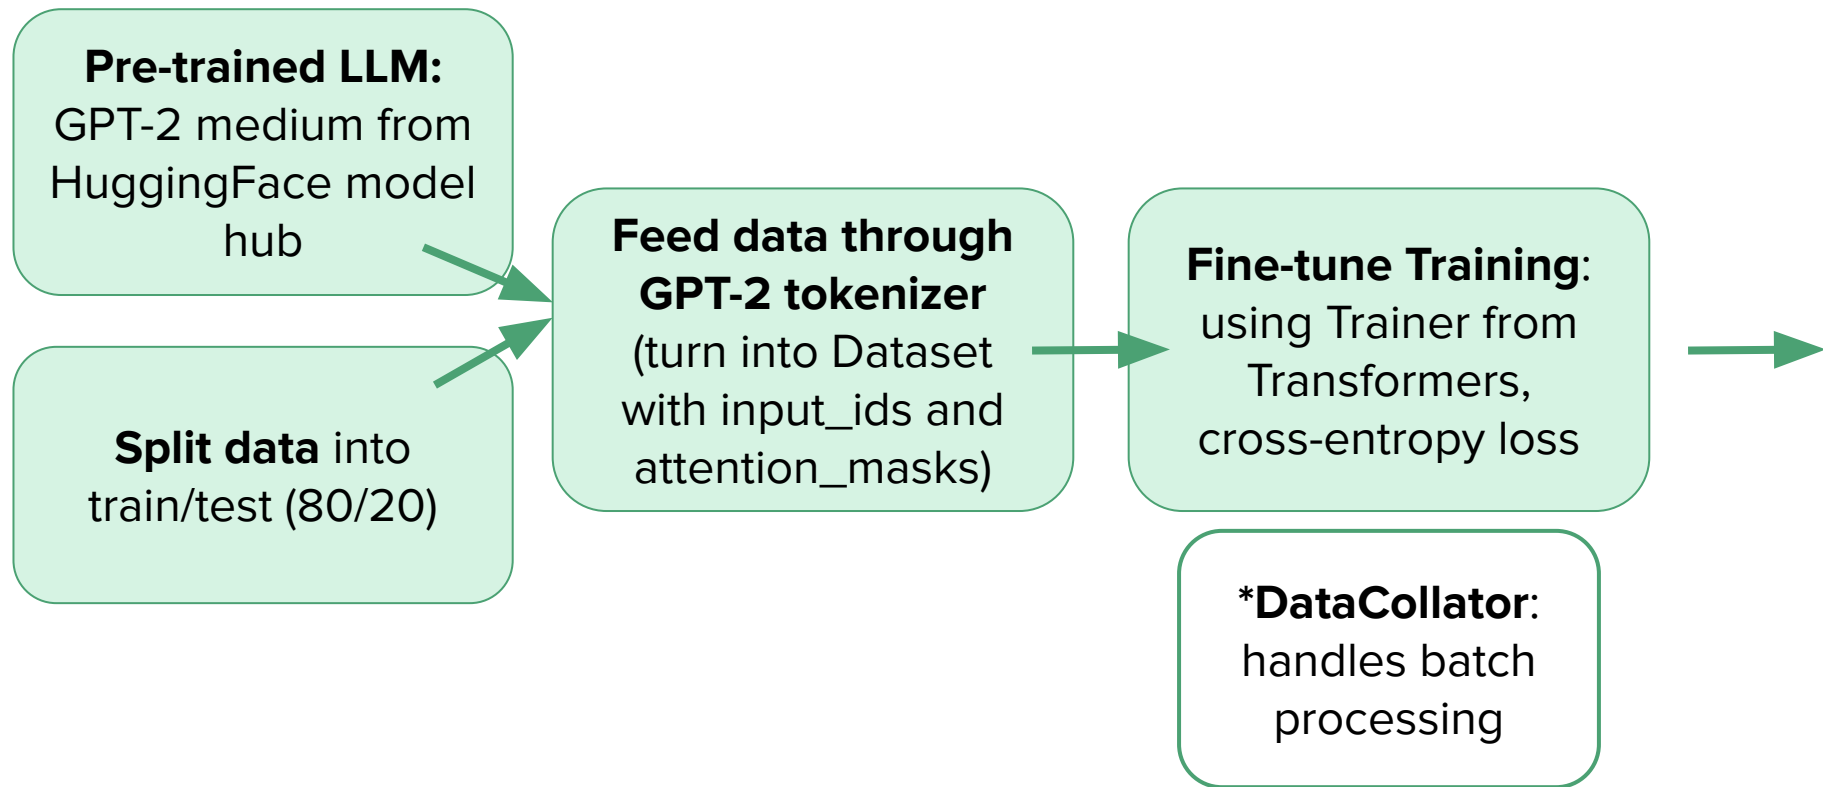 Pre-trained LLM:
GPT-2 medium from
HuggingFace model
hub
Split data into
train/test (80/20)
Feed data through
GPT-2 tokenizer
(turn into Dataset
with input_ids and
attention_masks)
Fine-tune Training:
using Trainer from
Transformers,
cross-entropy loss
*DataCollator:
handles batch
processing